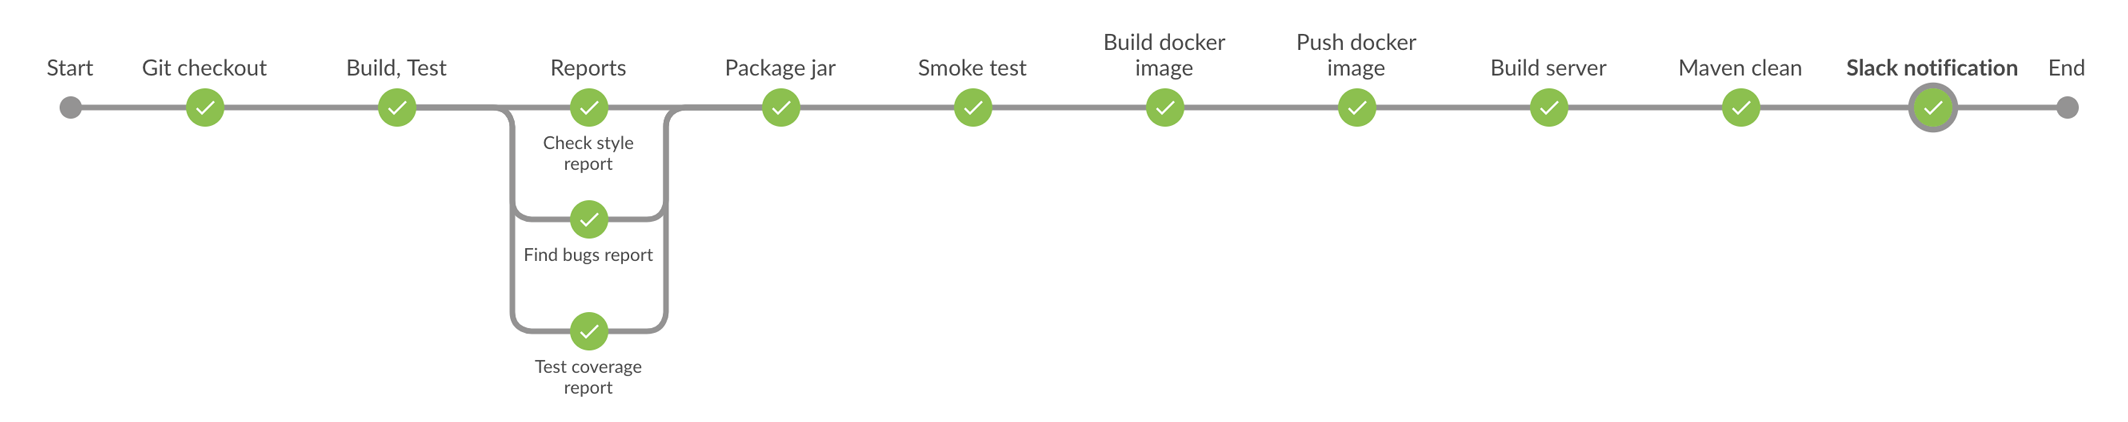 Start
Git checkout
Build, Test
Reports
Package jar
Smoke test
Build docker
image
Push docker
image
Build server
Maven clean
Slack notification
End
Check style
report
Find bugs report
Test coverage
report